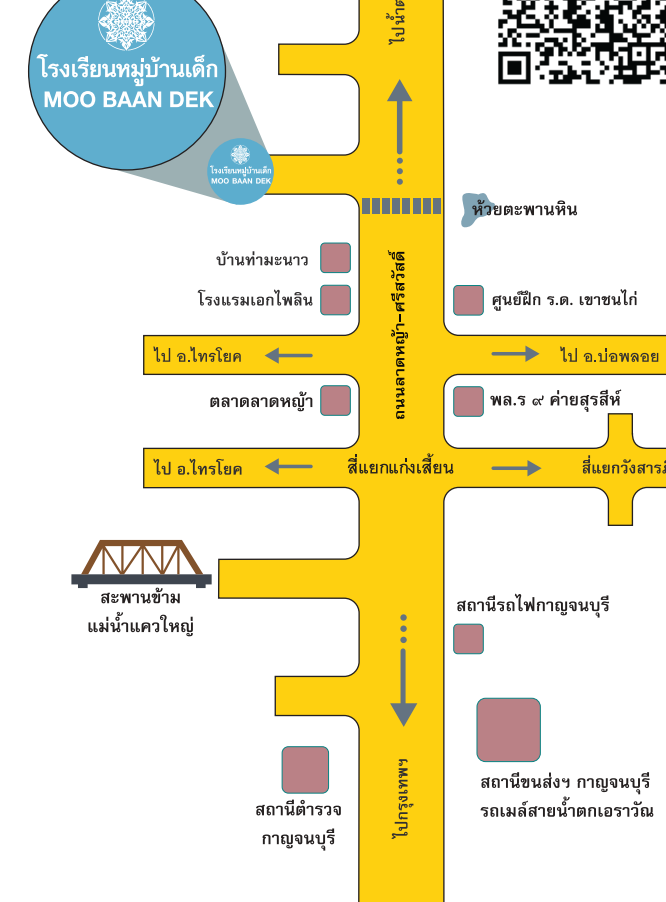 ไปน้ำต
โรงเรียนหมู่บ้านเด็ก
MOO BAAN DEK
โรงเรียนหมู่บ้านเด็ก
MOO BAAN DEK
ห้วยตะพานหิน
บ้านท่ามะนาว
โรงแรมเอกไพลิน
ถนนลาดหญ้า-ศรีสวัสดิ์
ศูนย์ฝึก ร.ด. เขาชนไก่
ไป อ.ไทรโยค
ไป อ.บ่อพลอย
ตลาดลาดหญ้า
พล.ร ๙ ค่ายสุรสีห์
ไป อ.ไทรโยค
สี่แยกแก่งเสี้ยน
สี่แยกวังสาร
สะพานข้าม
แม่น้ำแควใหญ่
สถานีรถไฟกาญจนบุรี
ไปกรุงเทพฯ
สถานีขนส่งฯ กาญจนบุรี
รถเมล์สายน้ำตกเอราวัณ
สถานีตำรวจ
กาญจนบุรี